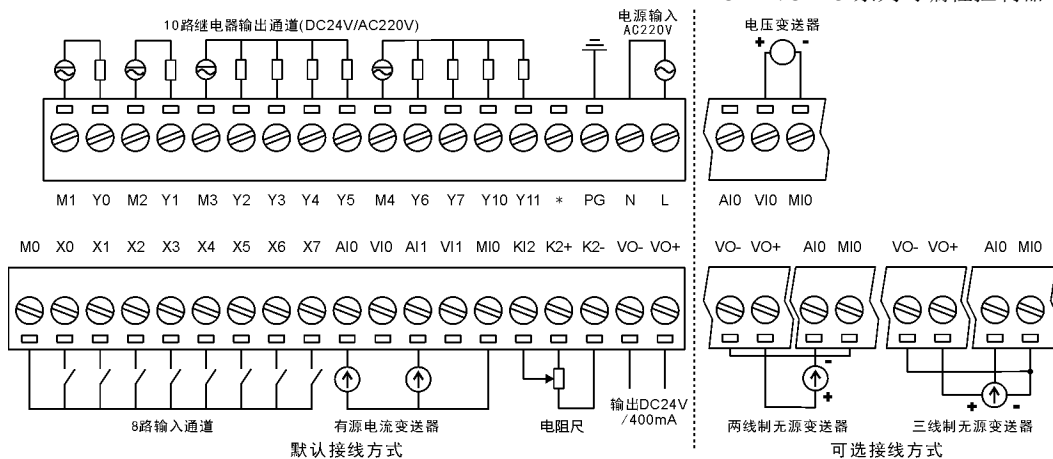 10路继电器输出通道(DC24V/AC220V)
电源输入
AC220V
电压变送器
+ -
M1 Y0 M2 Y1 M3 Y2 Y3 Y4 Y5 M4 Y6 Y7 Y10 Y11 * PG N L
AI0 VI0 MI0
M0 X0 X1 X2 X3 X4 X5 X6 X7 AI0 VI0 AI1 VI1 MI0 KI2 K2+ K2- VO- VO+
VO- VO+ AI0 MI0
VO- VO+ AI0 MI0
-
+
+ -
8路输入通道
有源电流变送器
电阻尺
输出DC24V
/400mA
两线制无源变送器
三线制无源变送器
默认接线方式
可选接线方式